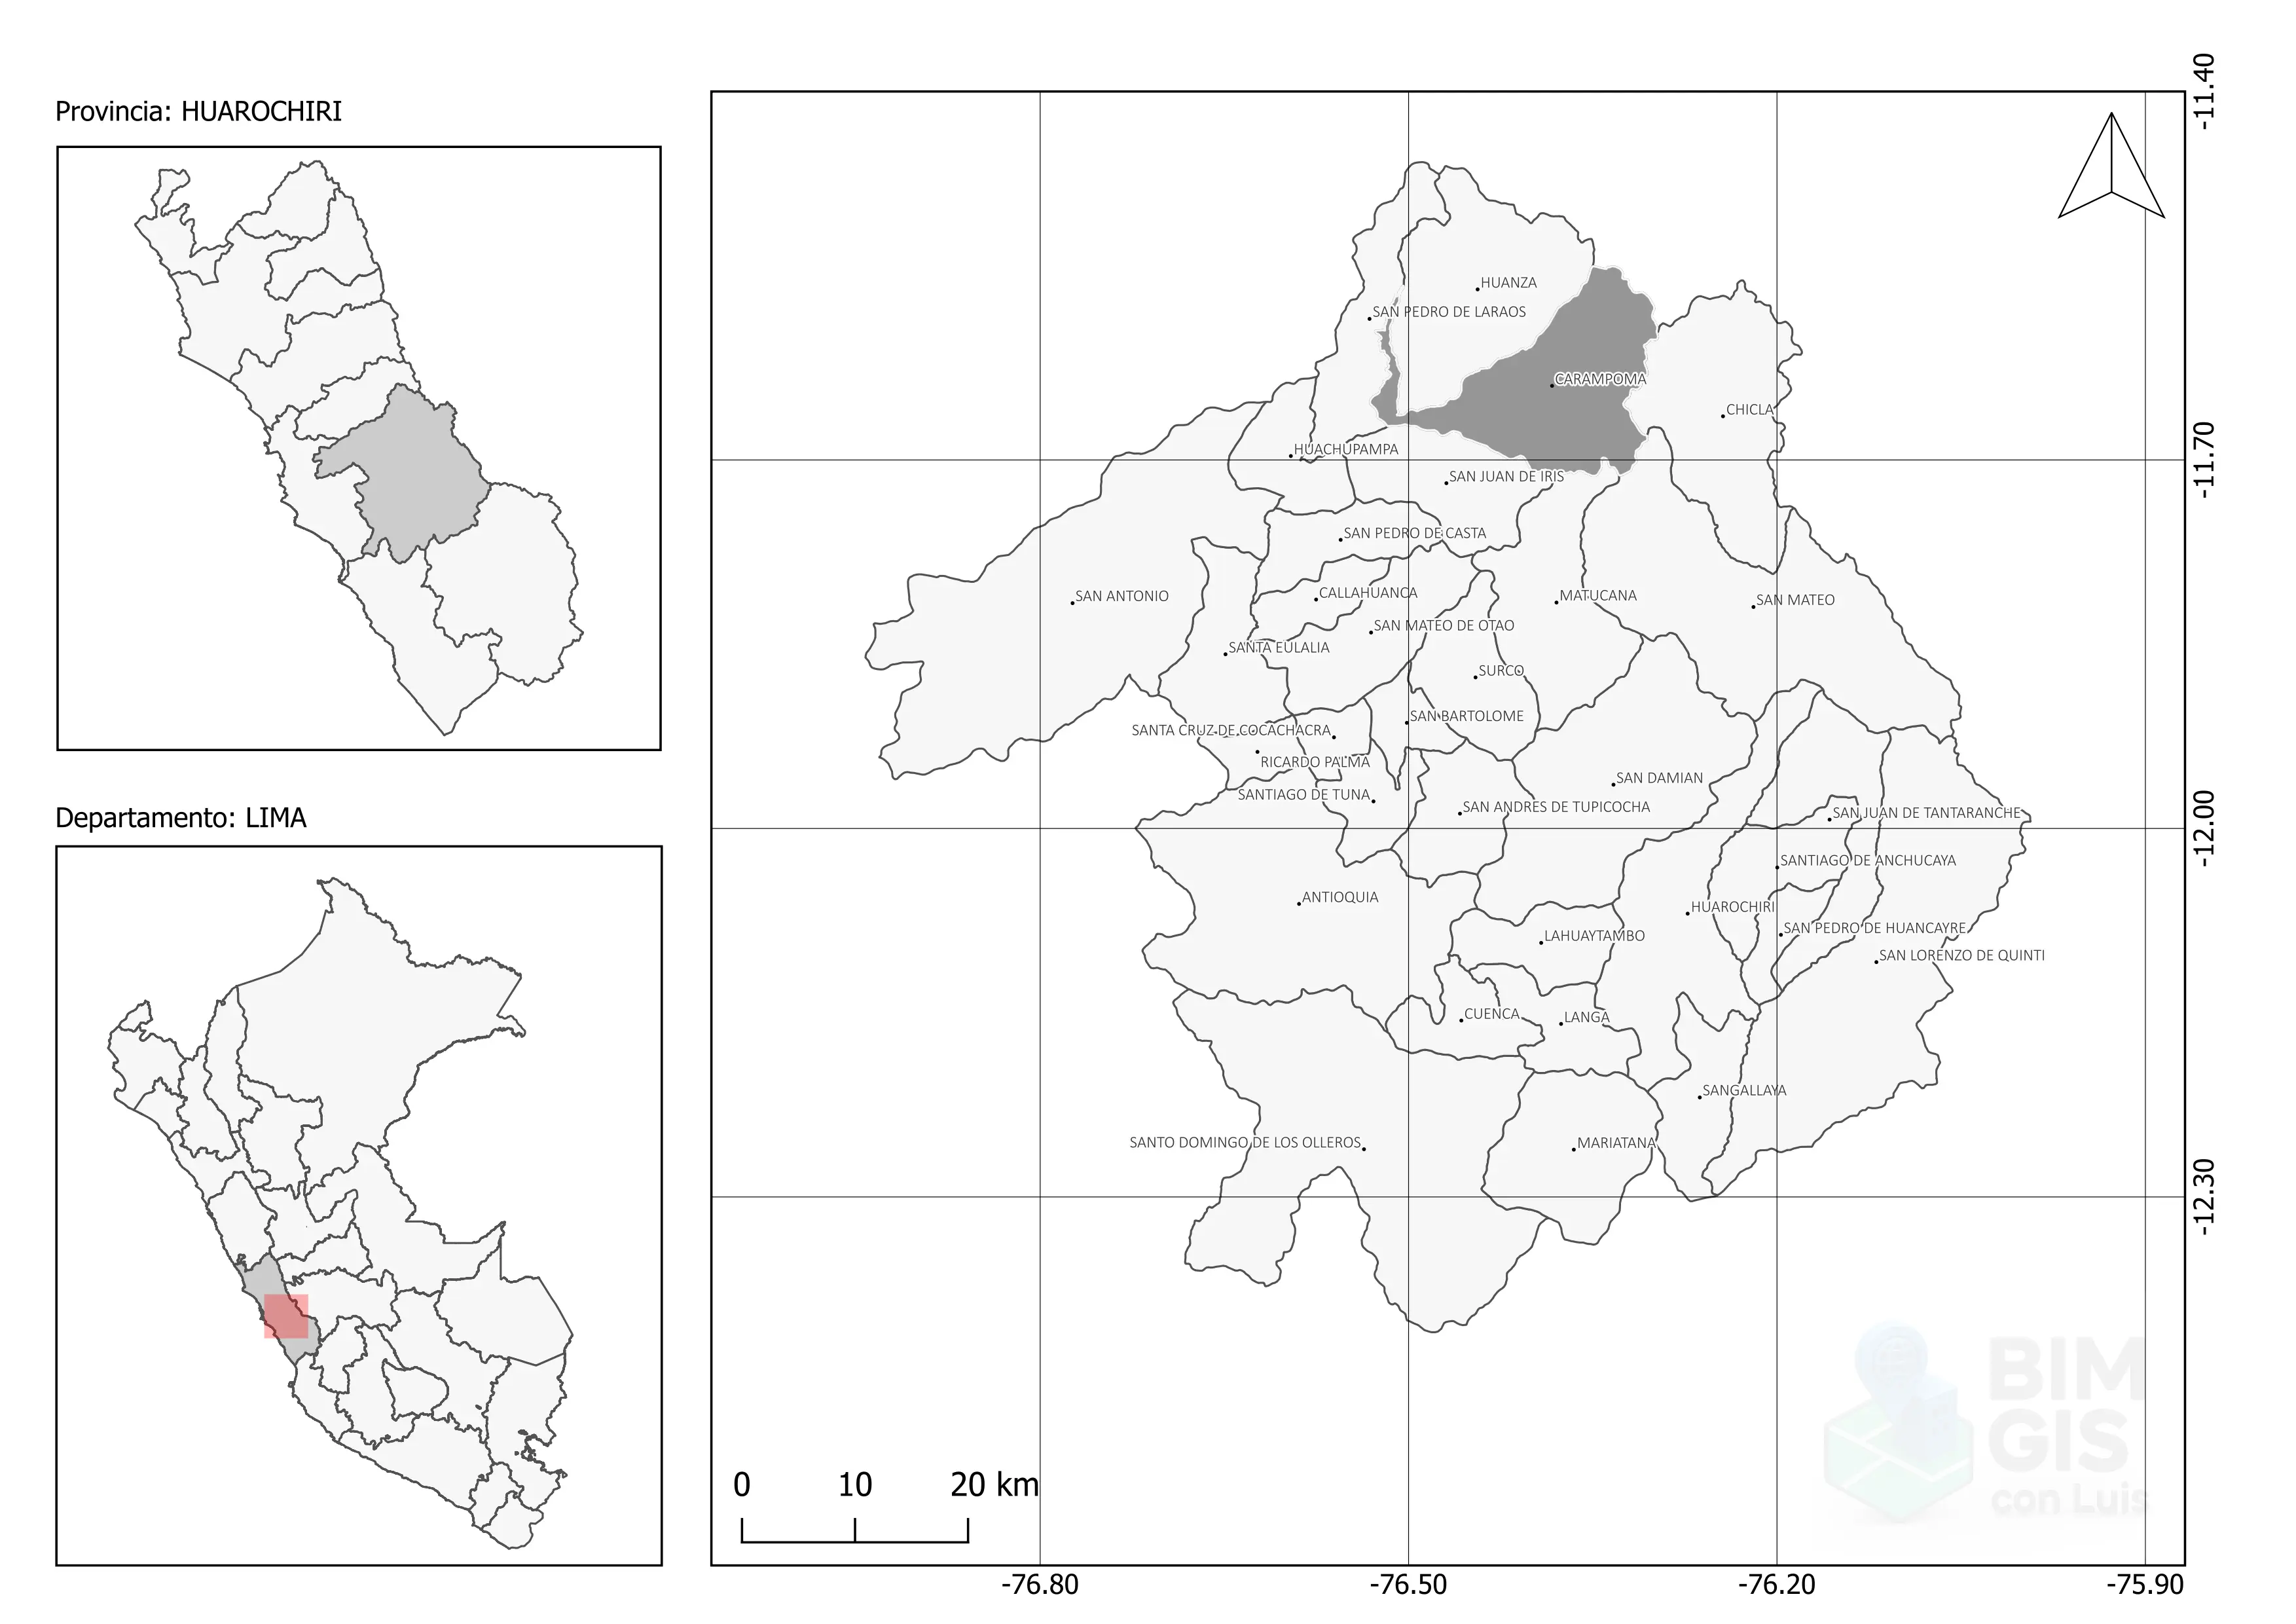 Provincia: HUAROCHIRI
Departamento: LIMA
HUANZA
SAN PEDRO DE LARAOS
CARAMPOMA
CHICLA
HUACHUPAMPA
SAN JUAN DE IRIS
SAN PEDRO DE CASTA
SAN ANTONIO
CALLAHUANCA
MATUCANA
SAN MATEO
SAN MATEO DE OTAO
SANTA EULALIA
SURCO
SAN BARTOLOME
SANTA CRUZ DE COCACHACRA
RICARDO PALMA
SAN DAMIAN
SANTIAGO DE TUNA
SAN ANDRES DE TUPICOCHA
SAN JUAN DE TANTARANCHE
SANTIAGO DE ANCHUCAYA
ANTIOQUIA
HUAROCHIRI
SAN PEDRO DE HUANCAYRE
LAHUAYTAMBO
SAN LORENZO DE QUINTI
CUENCA
LANGA
SANGALLAYA
SANTO DOMINGO DE LOS OLLEROS
MARIATANA
-11.40
-11.70
-12.00
-12.30
BIM
GIS
con Luis
0 10 20 km
-76.80 -76.50 -76.20 -75.90